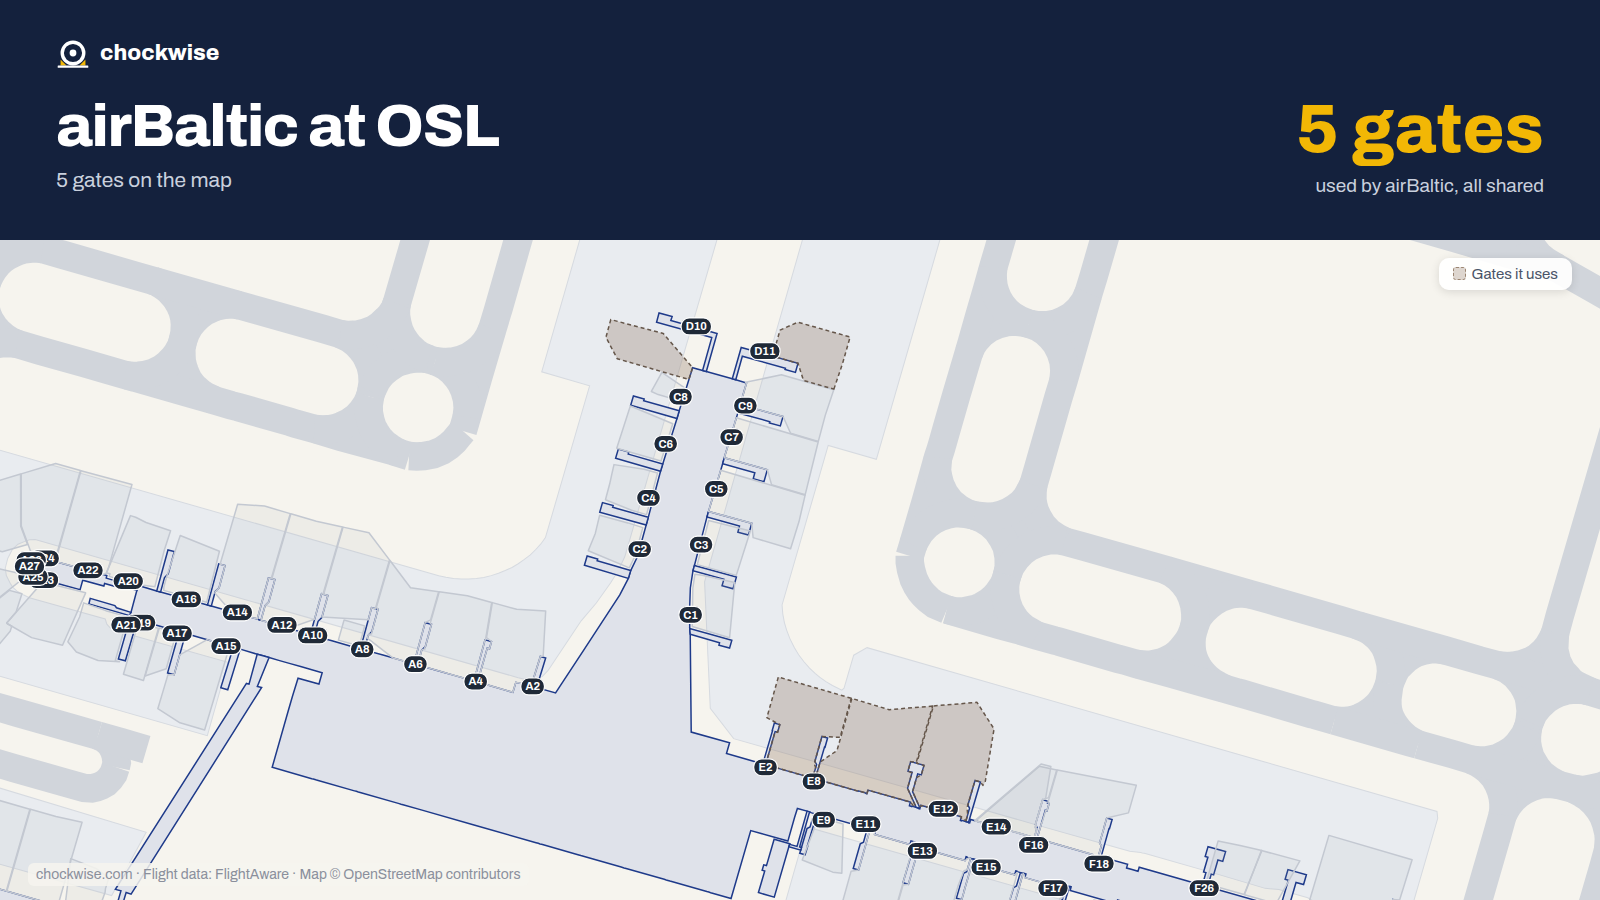 chockwise
airBaltic at OSL
5 gates on the map
5 gates
used by airBaltic, all shared
Gates it uses
D10
D11
C8
C9
C7
C6
C5
C4
C3
C2
C1
A27
A25
A22
A20
A16
A14
A21
A17
A12
A10
A15
A8
A6
A4
A2
E2
E8
E12
E9
E11
E14
F16
E13
F18
E15
F17
F26
chockwise.com · Flight data: FlightAware · Map © OpenStreetMap contributors